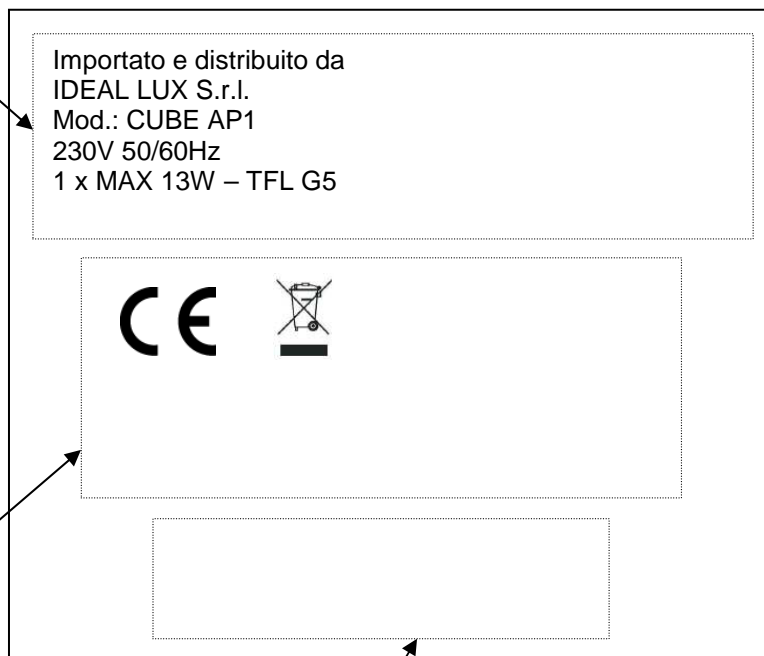 Importato e distribuito da
IDEAL LUX S.r.l.
Mod.: CUBE AP1
230V 50/60Hz
1 x MAX 13W – TFL G5
CE